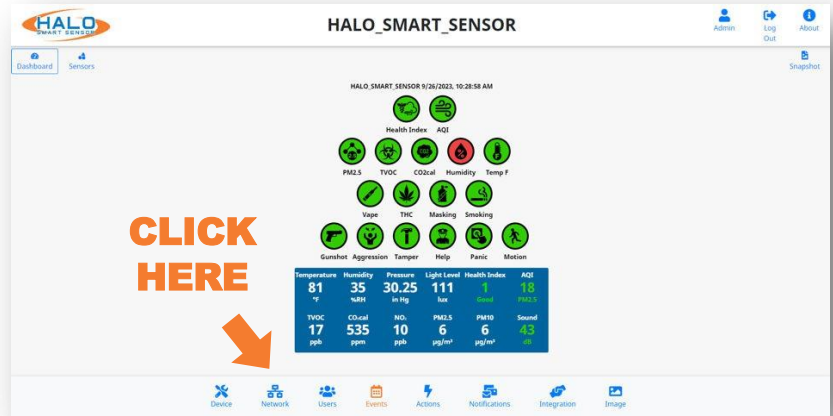 HALO
SMART SENSOR
HALO_SMART_SENSOR
Admin
Log Out
About
Dashboard
Sensors
Snapshot
HALO_SMART_SENSOR 9/26/2023, 10:28:58 AM
Health Index AQI
CO2
PM2.5 TVOC CO2cal Humidity Temp F
Vape THC Masking Smoking
Gunshot Aggression Tamper Help Panic Motion
CLICK
HERE
Temperature Humidity Pressure Light Level Health Index AQI
81 35 30.25 111 1 18
°F %RH in Hg lux Good PM2.5
TVOC CO₂cal NO₂ PM2.5 PM10 Sound
17 535 10 6 6 43
ppb ppm ppb µg/m³ µg/m³ dB
Device Network Users Events Actions Notifications Integration Image